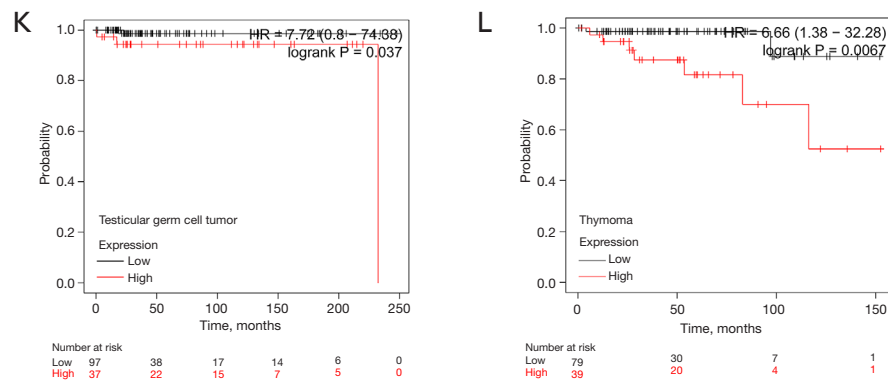 K
HR = 7.72 (0.8 − 74.38)
logrank P = 0.037
Probability
1.0
0.8
0.6
0.4
0.2
0.0
Testicular germ cell tumor
Expression
Low
High
0 50 100 150 200 250
Time, months
Number at risk
Low 97 38 17 14 6 0
High 37 22 15 7 5 0
L
HR = 6.66 (1.38 − 32.28)
logrank P = 0.0067
Probability
1.0
0.8
0.6
0.4
0.2
0.0
Thymoma
Expression
Low
High
0 50 100 150
Time, months
Number at risk
Low 79 30 7 1
High 39 20 4 1